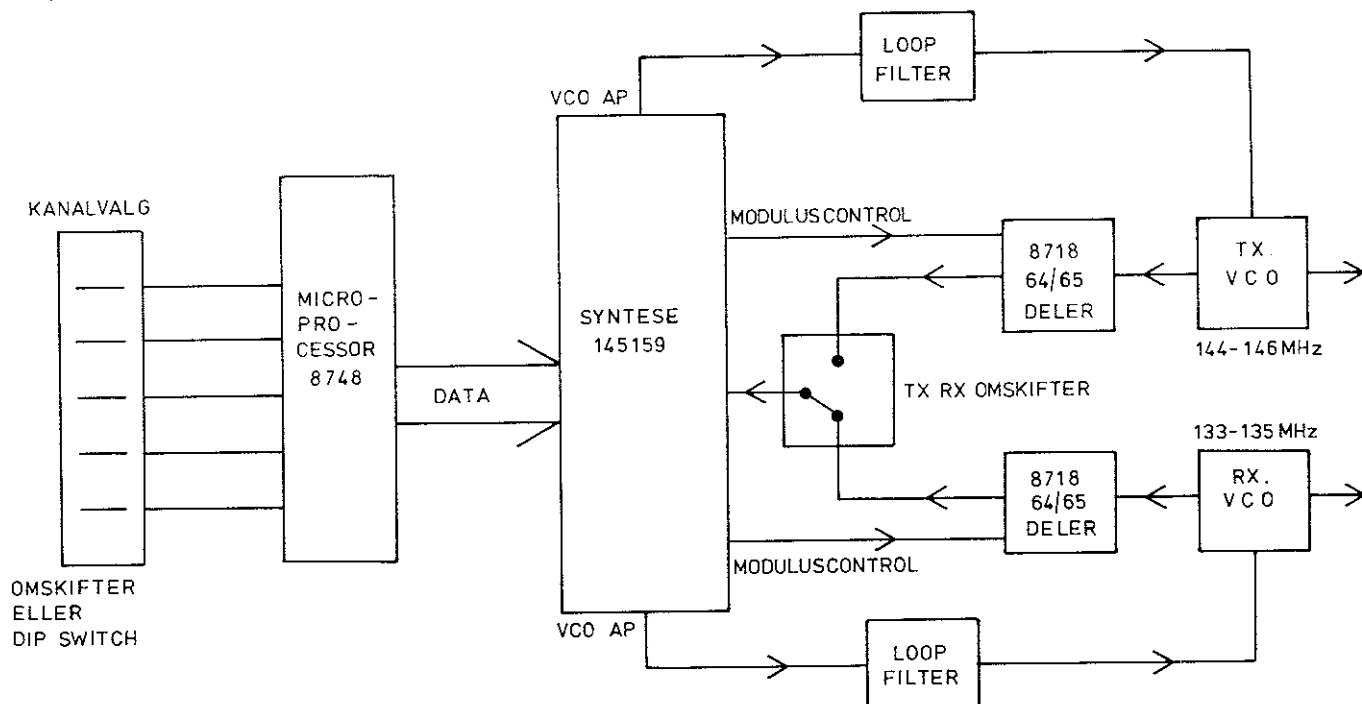 LOOP
FILTER
VCO AP
KANALVALG
MICRO-
PRO-
CESSOR
8748
DATA
SYNTESE
145159
MODULUSCONTROL
8718
64/65
DELER
TX.
VCO
144-146MHz
TX RX OMSKIFTER
133-135MHz
8718
64/65
DELER
RX.
VCO
MODULUSCONTROL
OMSKIFTER
ELLER
DIP SWITCH
VCO AP
LOOP
FILTER